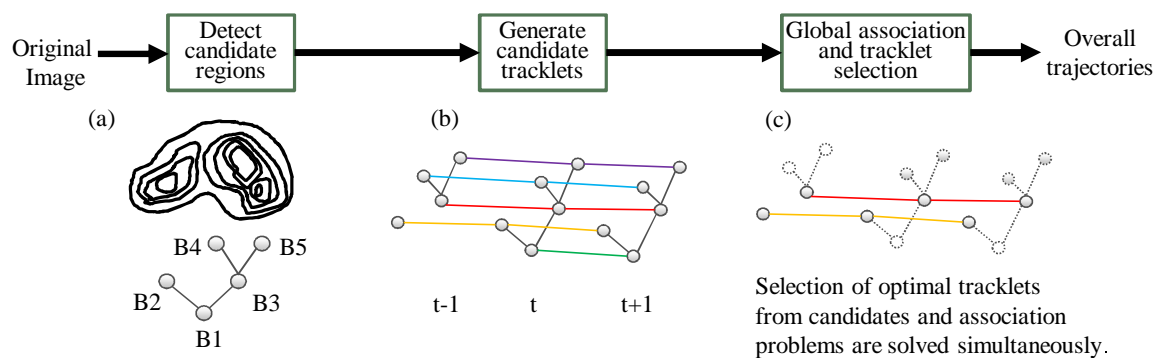 Original
Image
Detect
candidate
regions
Generate
candidate
tracklets
Global association
and tracklet
selection
Overall
trajectories
(a)
(b)
(c)
B4
B5
B2
B3
B1
t-1
t
t+1
Selection of optimal tracklets
from candidates and association
problems are solved simultaneously.